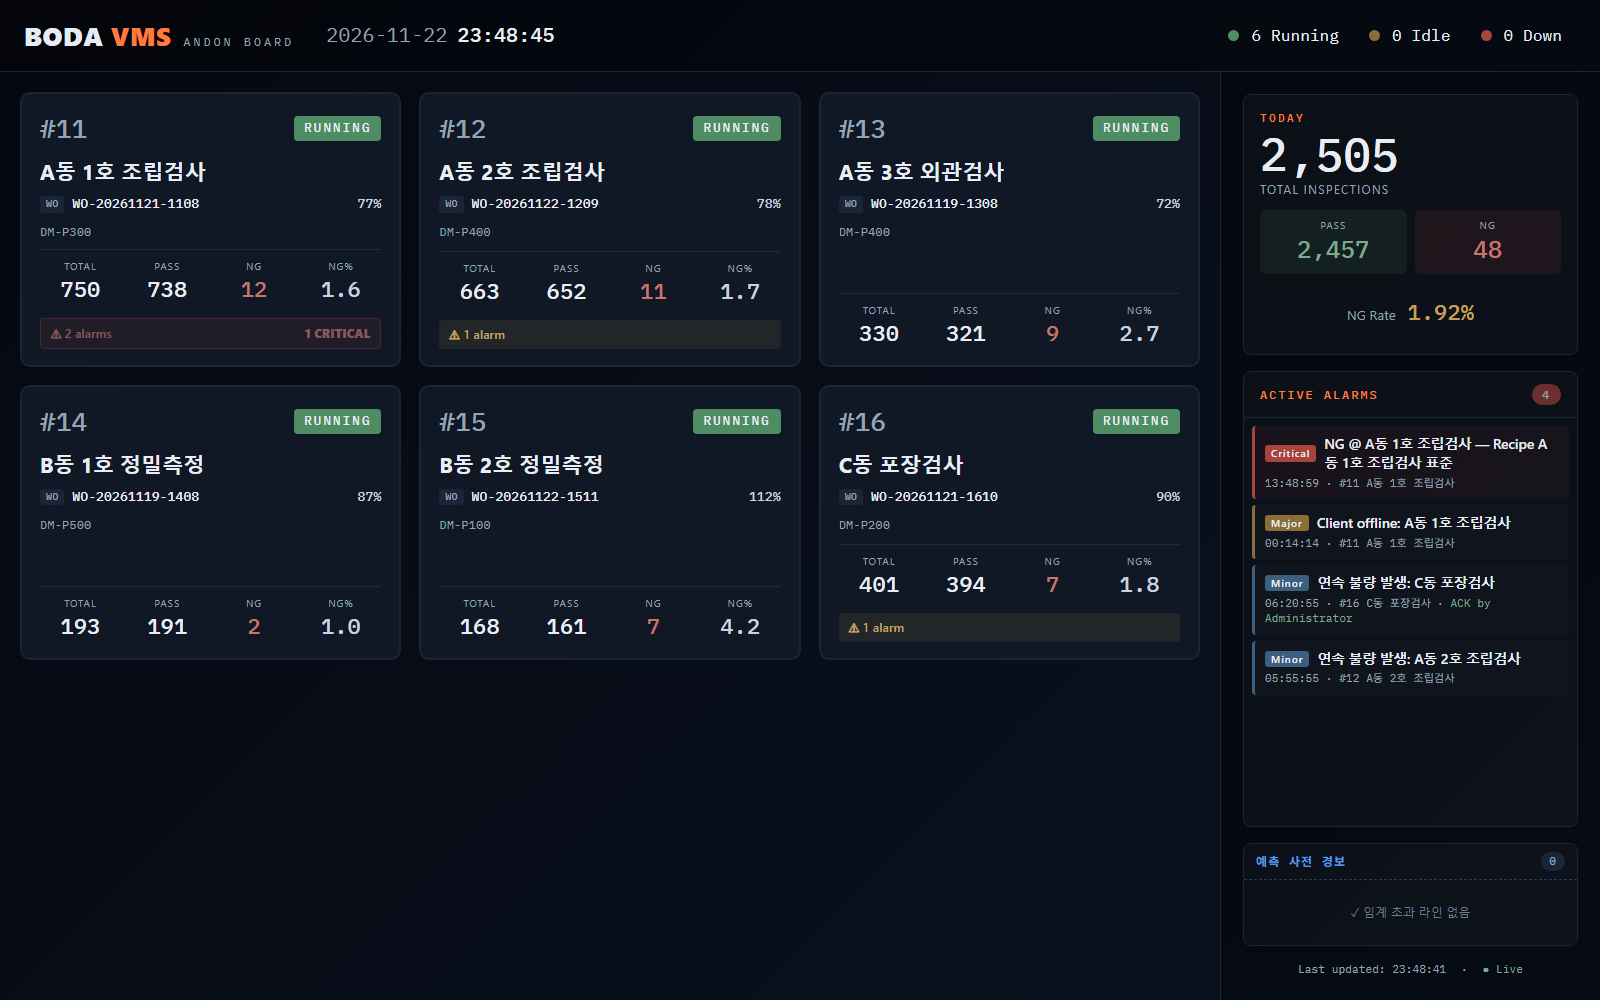 BODA VMS ANDON BOARD 2026-11-22 23:48:45
6 Running 0 Idle 0 Down
#11 RUNNING
A동 1호 조립검사
WO WO-20261121-1108 77%
DM-P300
TOTAL PASS NG NG%
750 738 12 1.6
⚠ 2 alarms 1 CRITICAL
#12 RUNNING
A동 2호 조립검사
WO WO-20261122-1209 78%
DM-P400
TOTAL PASS NG NG%
663 652 11 1.7
⚠ 1 alarm
#13 RUNNING
A동 3호 외관검사
WO WO-20261119-1308 72%
DM-P400
TOTAL PASS NG NG%
330 321 9 2.7
#14 RUNNING
B동 1호 정밀측정
WO WO-20261119-1408 87%
DM-P500
TOTAL PASS NG NG%
193 191 2 1.0
#15 RUNNING
B동 2호 정밀측정
WO WO-20261122-1511 112%
DM-P100
TOTAL PASS NG NG%
168 161 7 4.2
#16 RUNNING
C동 포장검사
WO WO-20261121-1610 90%
DM-P200
TOTAL PASS NG NG%
401 394 7 1.8
⚠ 1 alarm
TODAY
2,505
TOTAL INSPECTIONS
PASS NG
2,457 48
NG Rate 1.92%
ACTIVE ALARMS 4
Critical NG @ A동 1호 조립검사 — Recipe A
동 1호 조립검사 표준
13:48:59 · #11 A동 1호 조립검사
Major Client offline: A동 1호 조립검사
00:14:14 · #11 A동 1호 조립검사
Minor 연속 불량 발생: C동 포장검사
06:20:55 · #16 C동 포장검사 · ACK by
Administrator
Minor 연속 불량 발생: A동 2호 조립검사
05:55:55 · #12 A동 2호 조립검사
예측 사전 경보 0
✓ 임계 초과 라인 없음
Last updated: 23:48:41 · ● Live